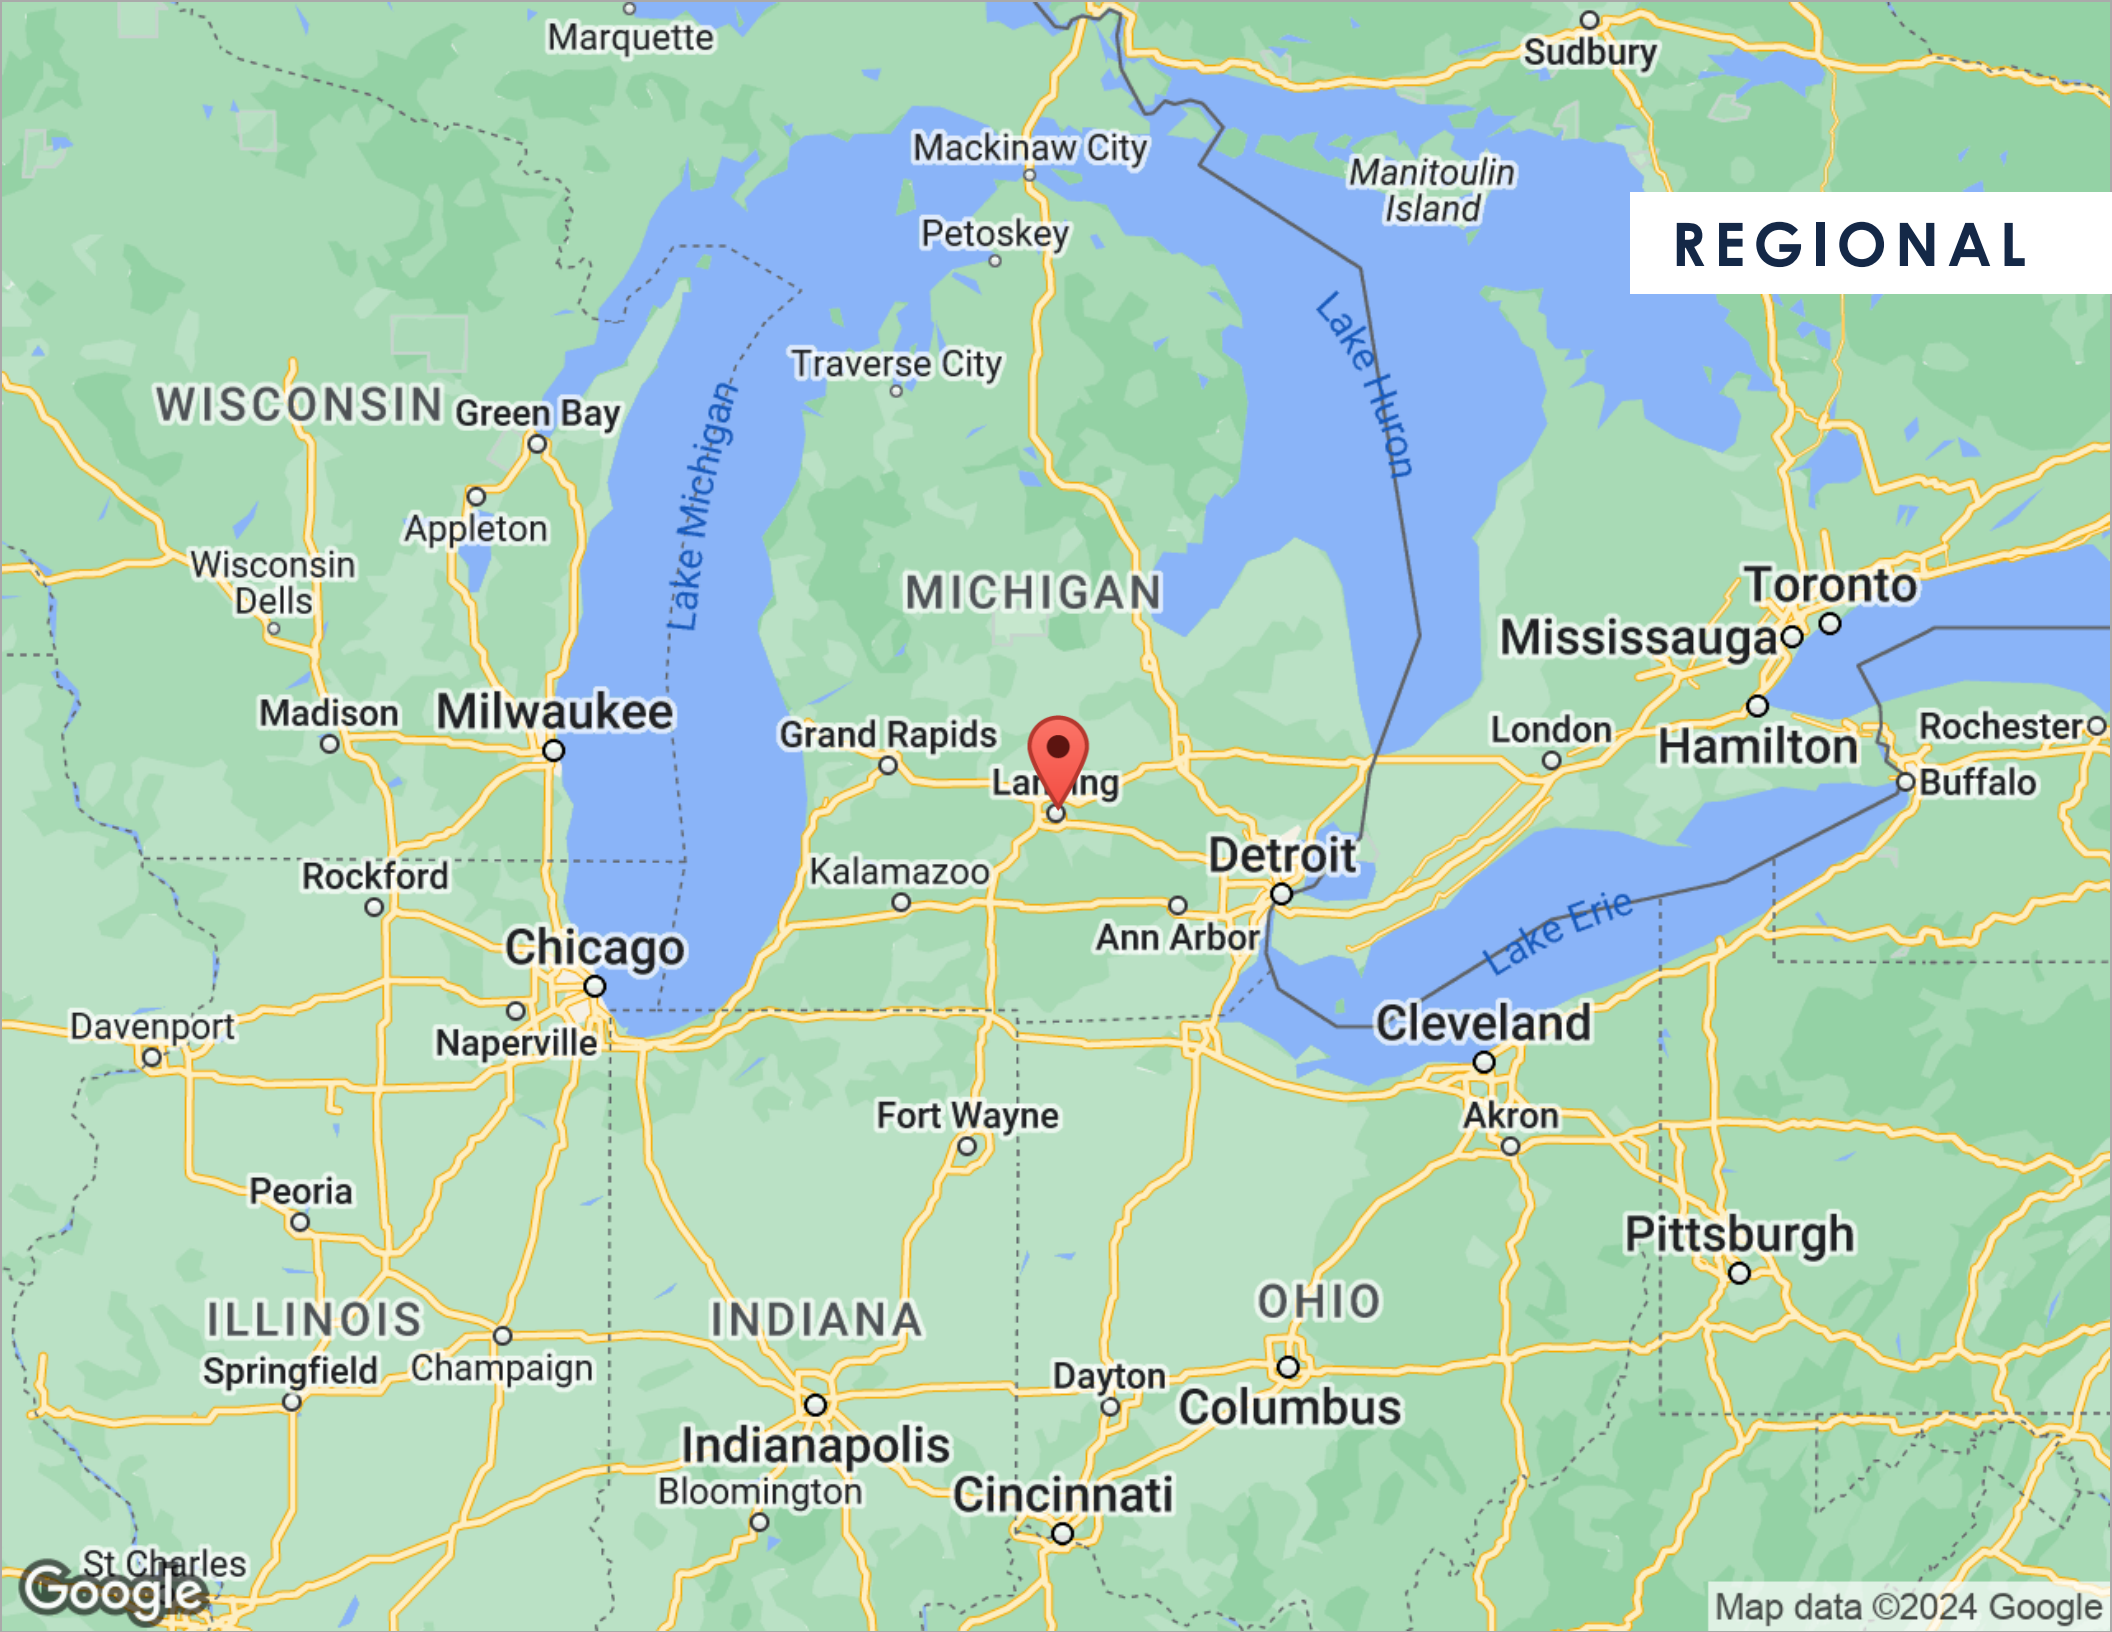 Marquette
Sudbury
Mackinaw City
Manitoulin
Island
REGIONAL
Petoskey
Lake Huron
Traverse City
WISCONSIN
Green Bay
Lake Michigan
Appleton
Wisconsin
Dells
MICHIGAN
Toronto
Mississauga
Madison
Milwaukee
Grand Rapids
London
Hamilton
Rochester
Lansing
Buffalo
Detroit
Rockford
Kalamazoo
Ann Arbor
Lake Erie
Chicago
Davenport
Naperville
Cleveland
Fort Wayne
Akron
Peoria
Pittsburgh
ILLINOIS
INDIANA
OHIO
Springfield
Champaign
Dayton
Columbus
Indianapolis
Bloomington
Cincinnati
St Charles
Google
Map data ©2024 Google